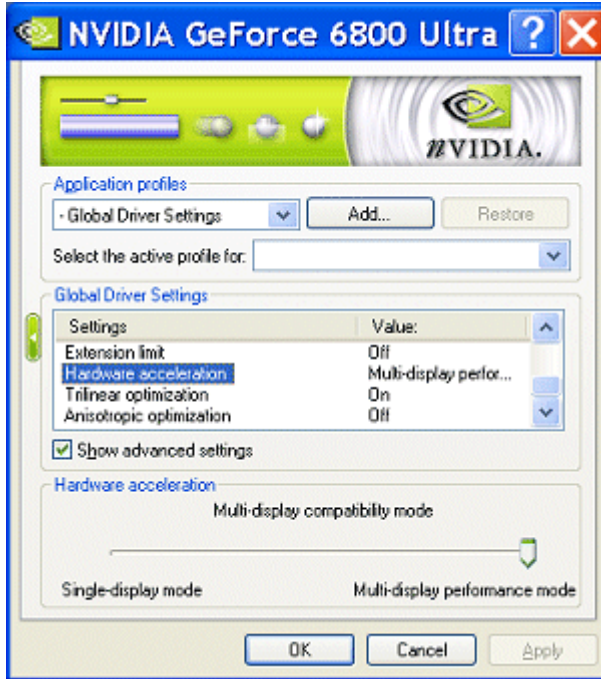 NVIDIA GeForce 6800 Ultra
nVIDIA.
Application profiles
- Global Driver Settings Add... Restore
Select the active profile for:
Global Driver Settings
Settings Value:
Extension limit Off
Hardware acceleration Multi-display perfor...
Trilinear optimization On
Anisotropic optimization Off
Show advanced settings
Hardware acceleration
Multi-display compatibility mode
Single-display mode Multi-display performance mode
OK Cancel Apply